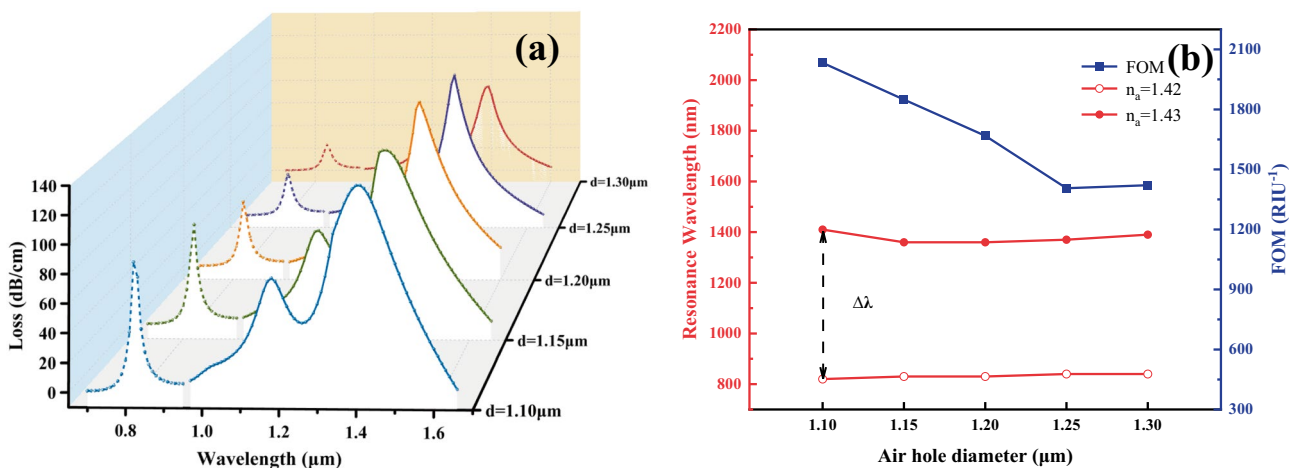 (a)
140
120
100
80
60
40
20
0
Loss (dB/cm)
0.8
1.0
1.2
1.4
1.6
Wavelength (μm)
d=1.30μm
d=1.25μm
d=1.20μm
d=1.15μm
d=1.10μm
(b)
2200
2000
1800
1600
1400
1200
1000
800
Resonance Wavelength (nm)
FOM
nₐ=1.42
nₐ=1.43
Δλ
1.10
1.15
1.20
1.25
1.30
Air hole diameter (μm)
2100
1800
1500
1200
900
600
300
FOM (RIU⁻¹)